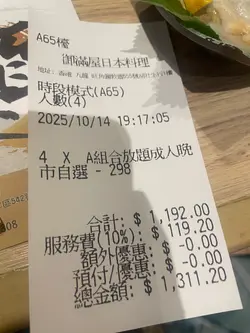 A65檯
御滿屋日本料理
時段模式(A65)
人數(4)
2025/10/14 19:17:05
4 X A組合放題成人晚
市自選 - 298
合計: $ 1,192.00
服務費(10%): $ 119.20
額外優惠: $ -0.00
預付/優惠: $ -0.00
總金額: $ 1,311.20